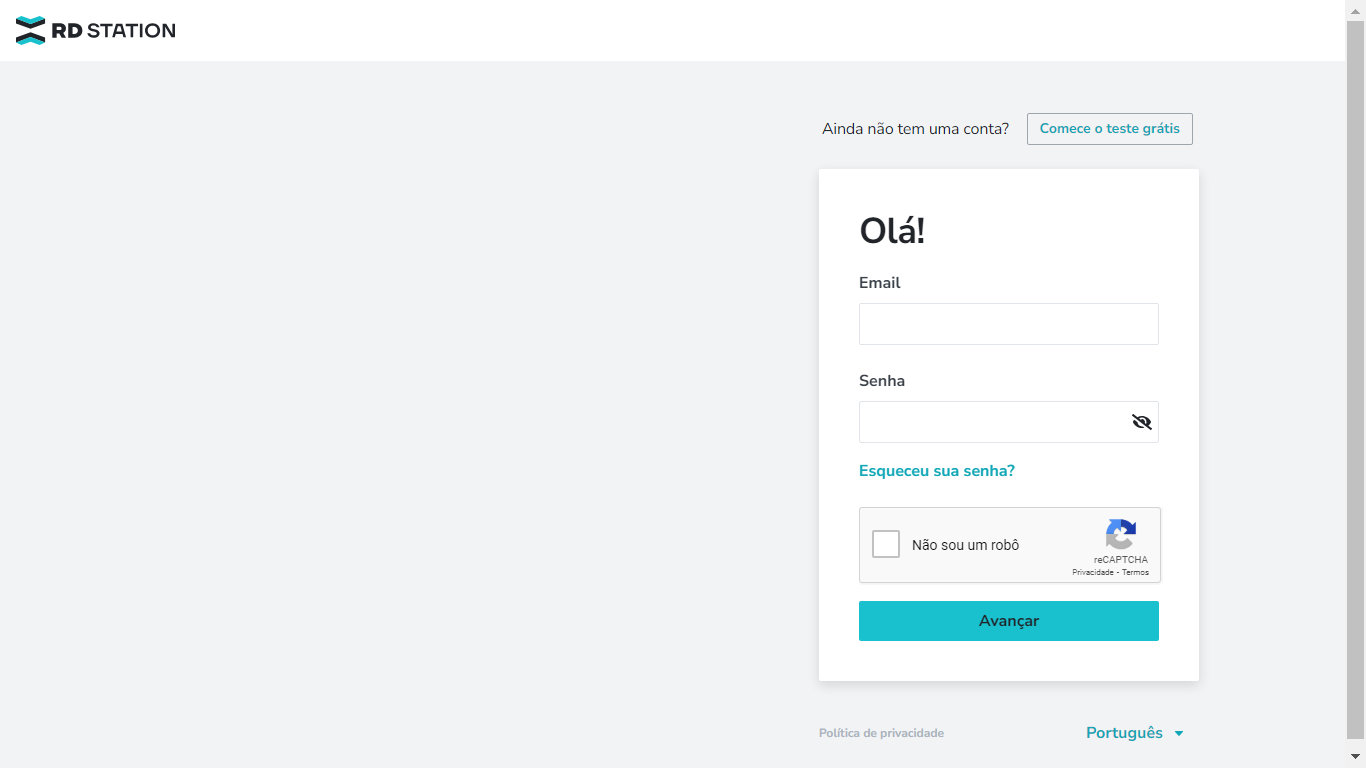 RD STATION
Ainda não tem uma conta?
Comece o teste grátis
Olá!
Email
Senha
Esqueceu sua senha?
Não sou um robô
reCAPTCHA
Privacidade - Termos
Avançar
Política de privacidade
Português